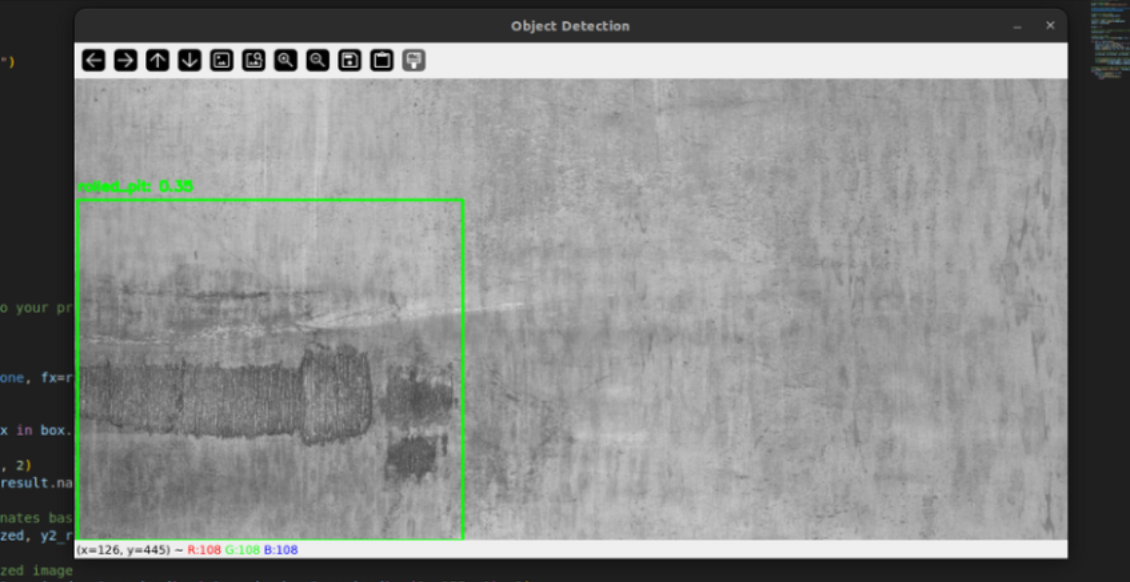 Object Detection
")
rolled_pit: 0.35
o your pr
one, fx=r
x in box.
, 2)
result.na
nates bas
zed, y2_r
(x=126, y=445) ~ R:108 G:108 B:108
zed image